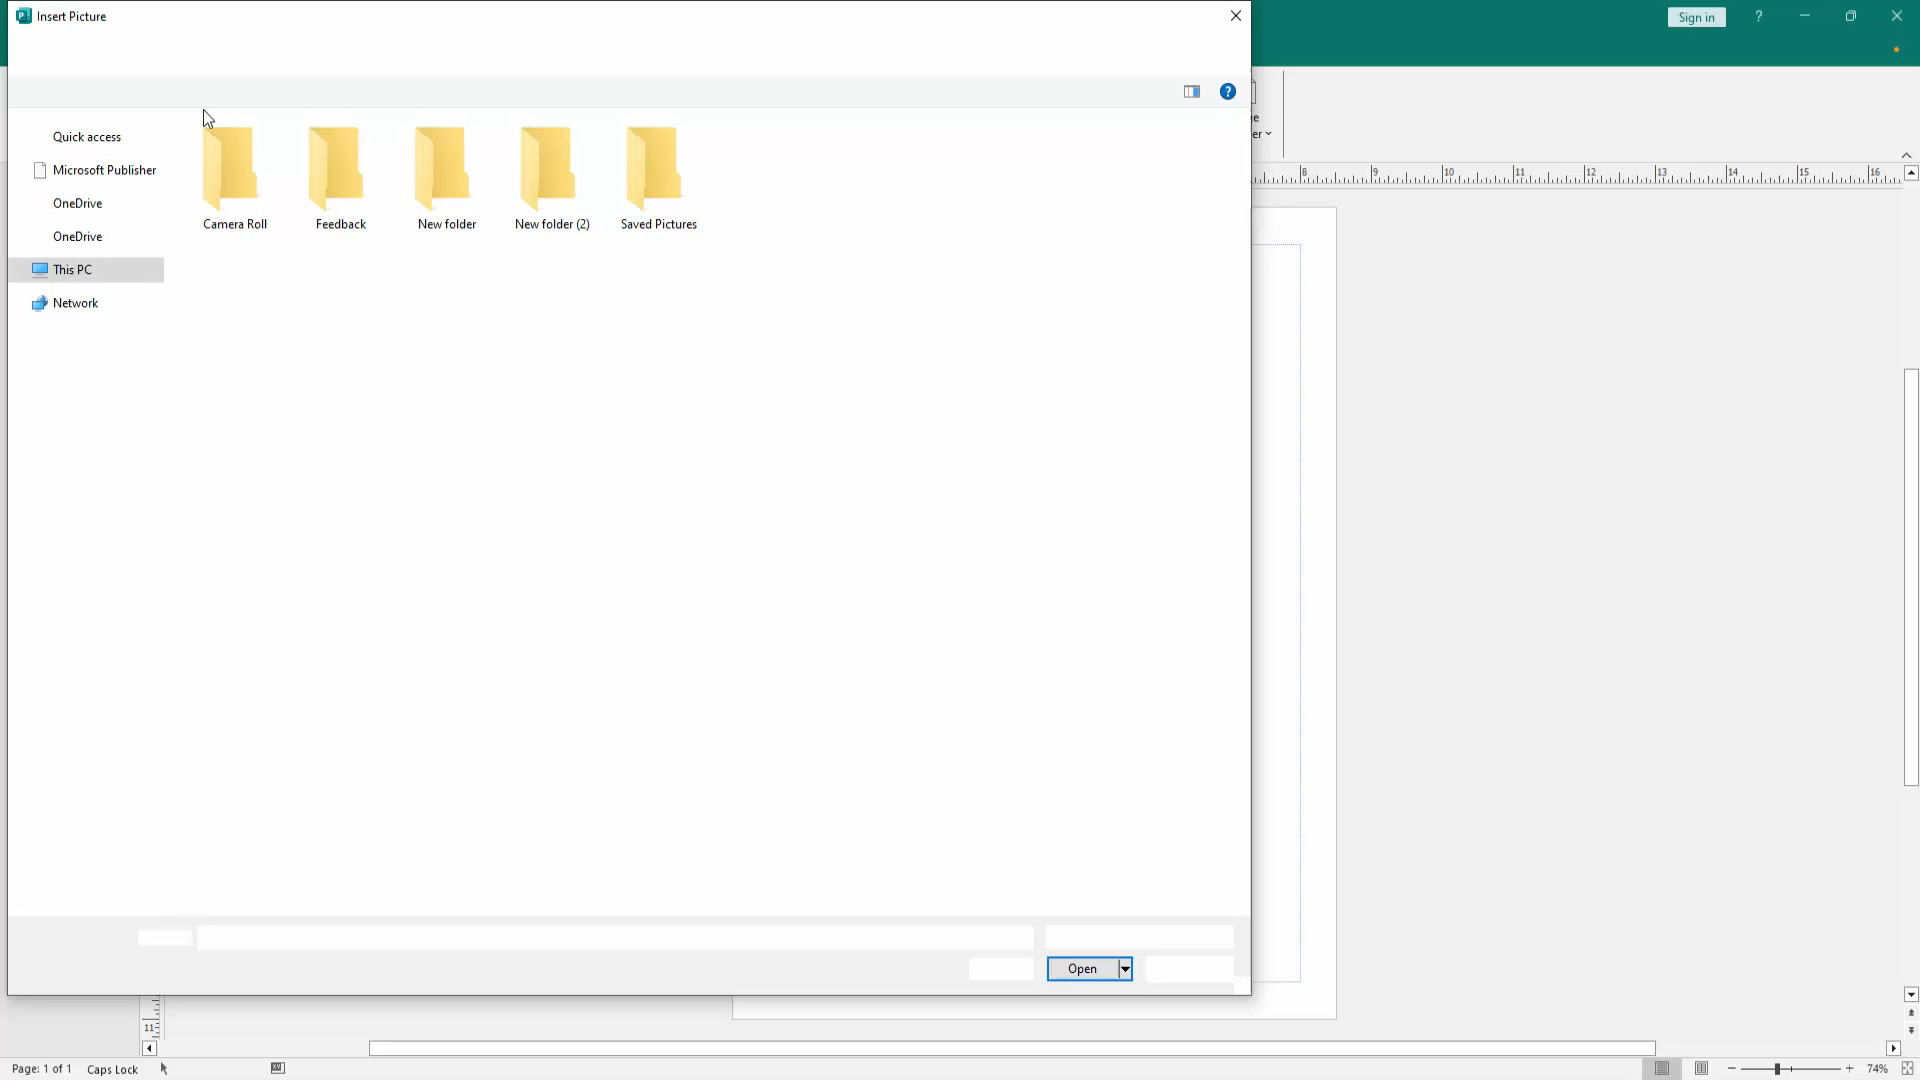 Insert Picture
Sign in
?
?
e
er
Quick access
Microsoft Publisher
OneDrive
OneDrive
This PC
Network
Camera Roll
Feedback
New folder
New folder (2)
Saved Pictures
8 9 10 11 12 13 14 15 16
Open
11
Page: 1 of 1
Caps Lock
74%